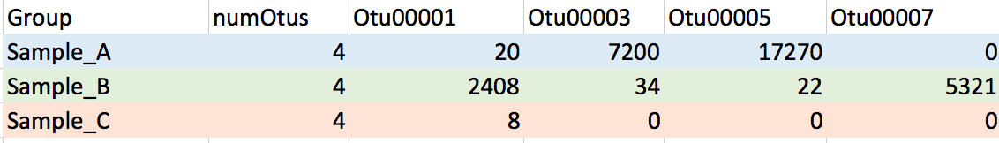 Group numOtus Otu00001 Otu00003 Otu00005 Otu00007
Sample_A 4 20 7200 17270 0
Sample_B 4 2408 34 22 5321
Sample_C 4 8 0 0 0